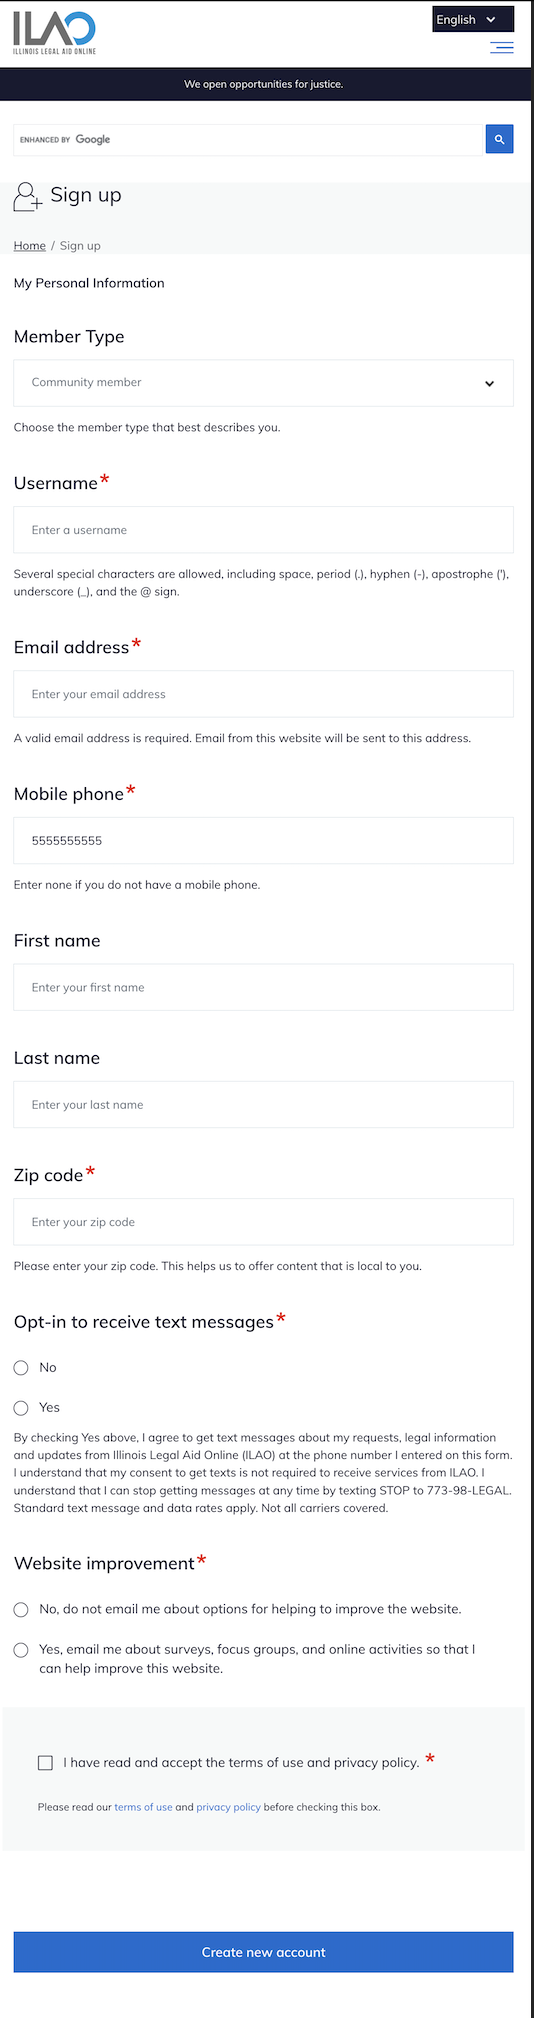 ILAO
ILLINOIS LEGAL AID ONLINE
English
We open opportunities for justice.
ENHANCED BY Google
Sign up
Home / Sign up
My Personal Information
Member Type
Community member
Choose the member type that best describes you.
Username*
Enter a username
Several special characters are allowed, including space, period (.), hyphen (-), apostrophe ('),
underscore (_), and the @ sign.
Email address*
Enter your email address
A valid email address is required. Email from this website will be sent to this address.
Mobile phone*
5555555555
Enter none if you do not have a mobile phone.
First name
Enter your first name
Last name
Enter your last name
Zip code*
Enter your zip code
Please enter your zip code. This helps us to offer content that is local to you.
Opt-in to receive text messages*
No
Yes
By checking Yes above, I agree to get text messages about my requests, legal information
and updates from Illinois Legal Aid Online (ILAO) at the phone number I entered on this form.
I understand that my consent to get texts is not required to receive services from ILAO. I
understand that I can stop getting messages at any time by texting STOP to 773-98-LEGAL.
Standard text message and data rates apply. Not all carriers covered.
Website improvement*
No, do not email me about options for helping to improve the website.
Yes, email me about surveys, focus groups, and online activities so that I
can help improve this website.
I have read and accept the terms of use and privacy policy. *
Please read our terms of use and privacy policy before checking this box.
Create new account